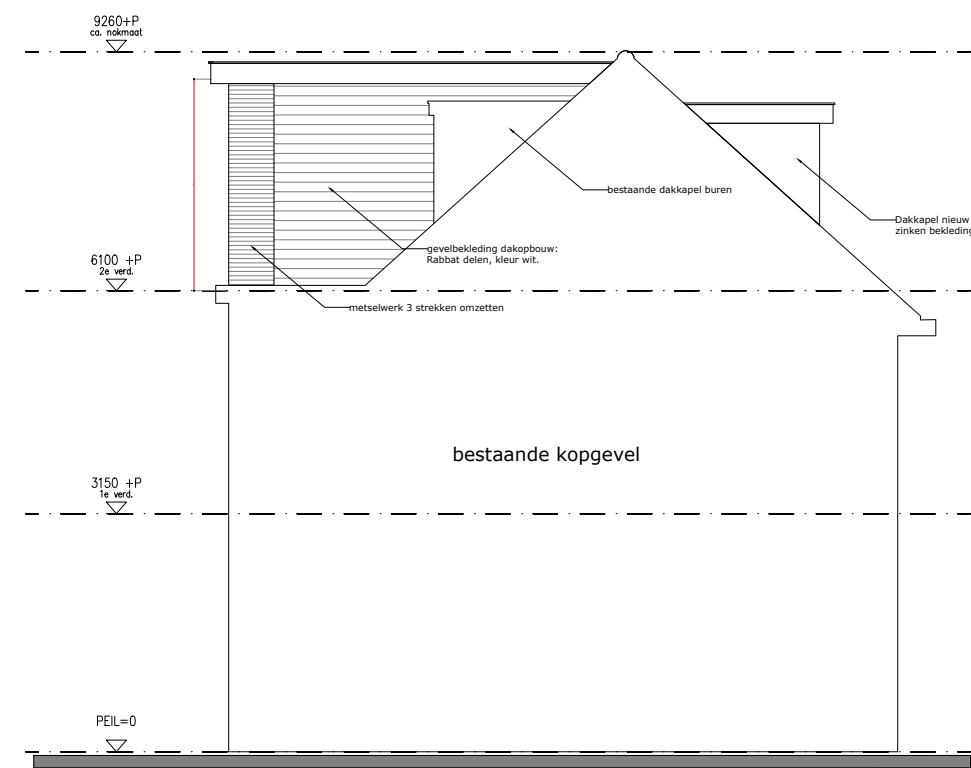 9260+P
ca. nokmaat
bestaande dakkapel buren
Dakkapel nieuw
zinken bekleding
gevelbekleding dakopbouw:
Rabbat delen, kleur wit.
6100 +P
2e verd.
metselwerk 3 strekken omzetten
bestaande kopgevel
3150 +P
1e verd.
PEIL=0